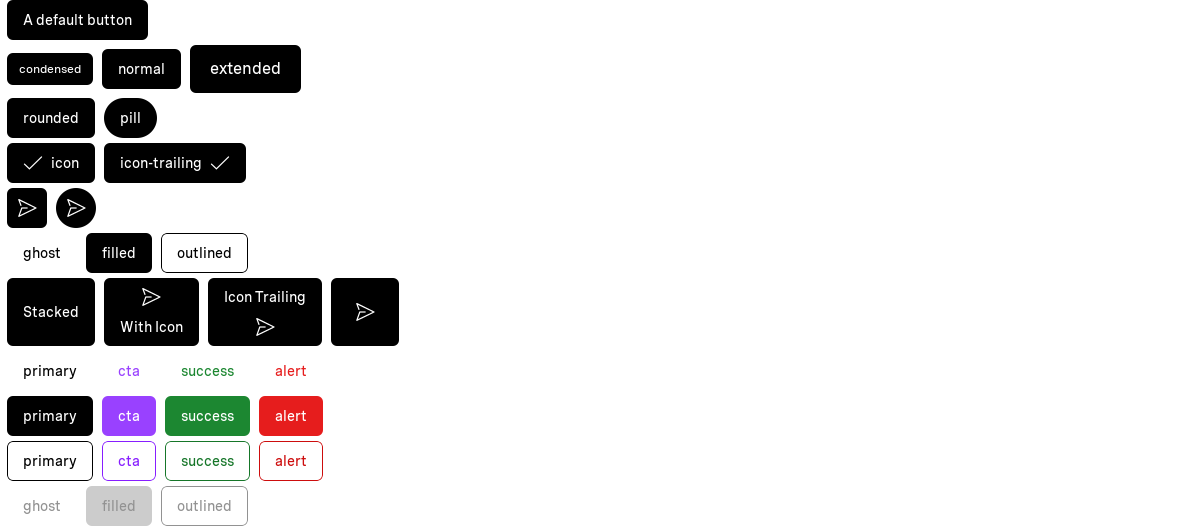 A default button
condensed normal extended
rounded pill
icon icon-trailing
ghost filled outlined
Stacked With Icon Icon Trailing
primary cta success alert
primary cta success alert
primary cta success alert
ghost filled outlined